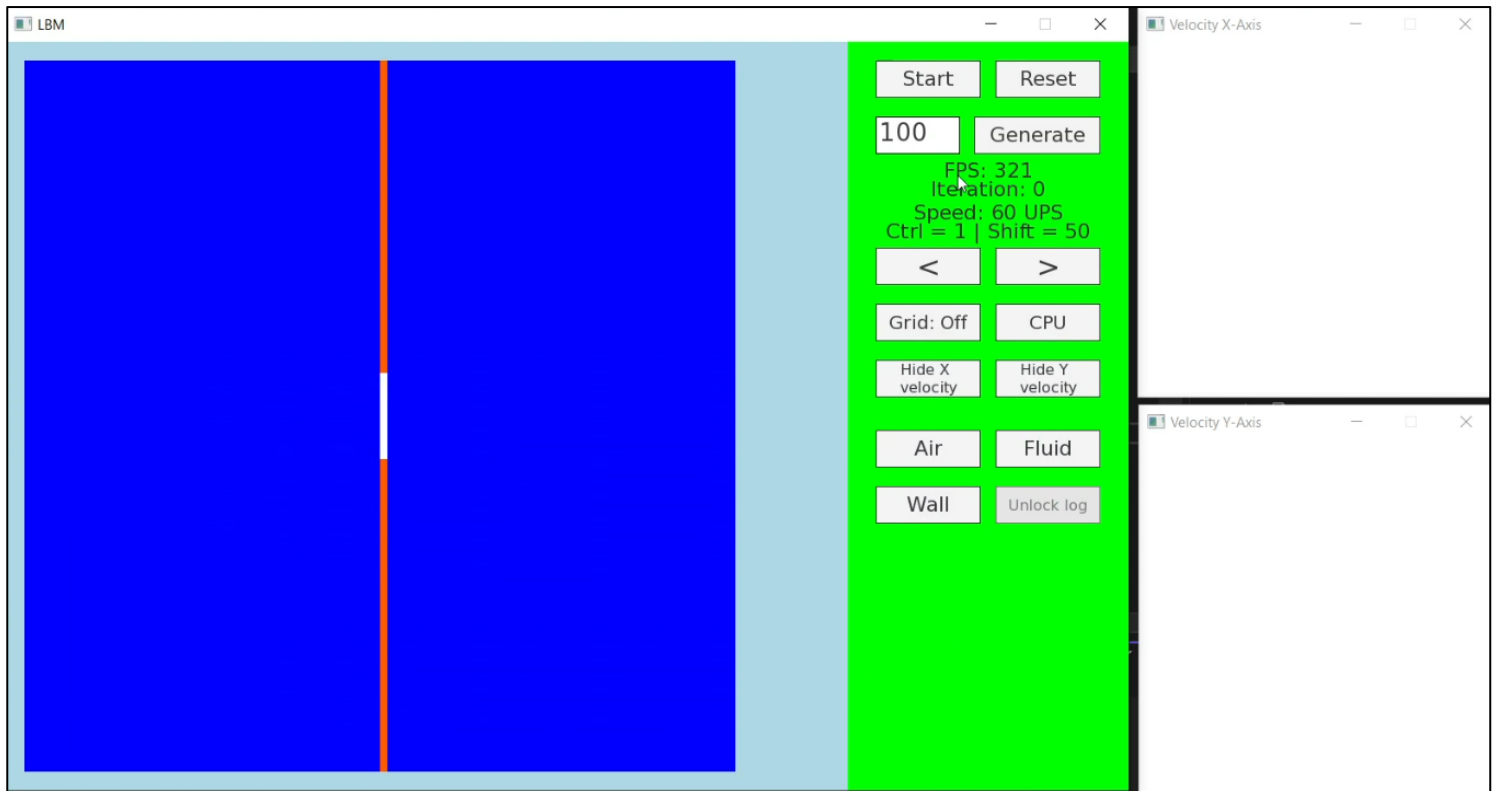 LBM
Start
Reset
100
Generate
FPS: 321
Iteration: 0
Speed: 60 UPS
Ctrl = 1 | Shift = 50
<
>
Grid: Off
CPU
Hide X
velocity
Hide Y
velocity
Air
Fluid
Wall
Unlock log
Velocity X-Axis
Velocity Y-Axis